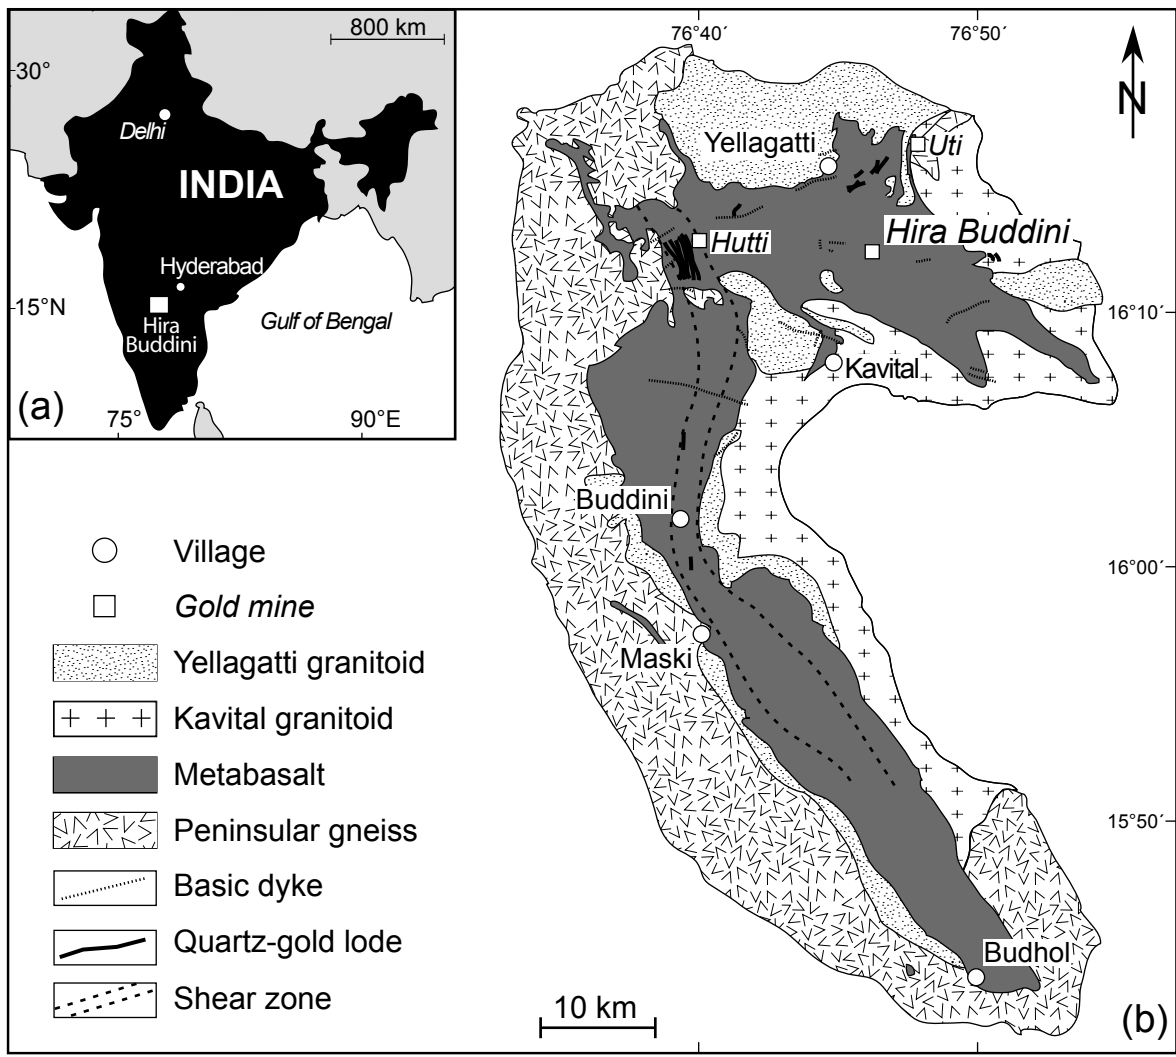 800 km
30°
Delhi
INDIA
Hyderabad
15°N
Hira
Buddini
Gulf of Bengal
(a)
75°
90°E
76°40´
76°50´
N
Yellagatti
Uti
Hutti
Hira Buddini
16°10´
Kavital
Buddini
16°00´
Maski
15°50´
Budhol
10 km
(b)
Village
Gold mine
Yellagatti granitoid
Kavital granitoid
Metabasalt
Peninsular gneiss
Basic dyke
Quartz-gold lode
Shear zone